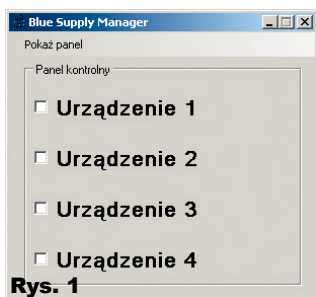 Blue Supply Manager
Pokaż panel
Panel kontrolny
Urządzenie 1
Urządzenie 2
Urządzenie 3
Urządzenie 4
Rys. 1